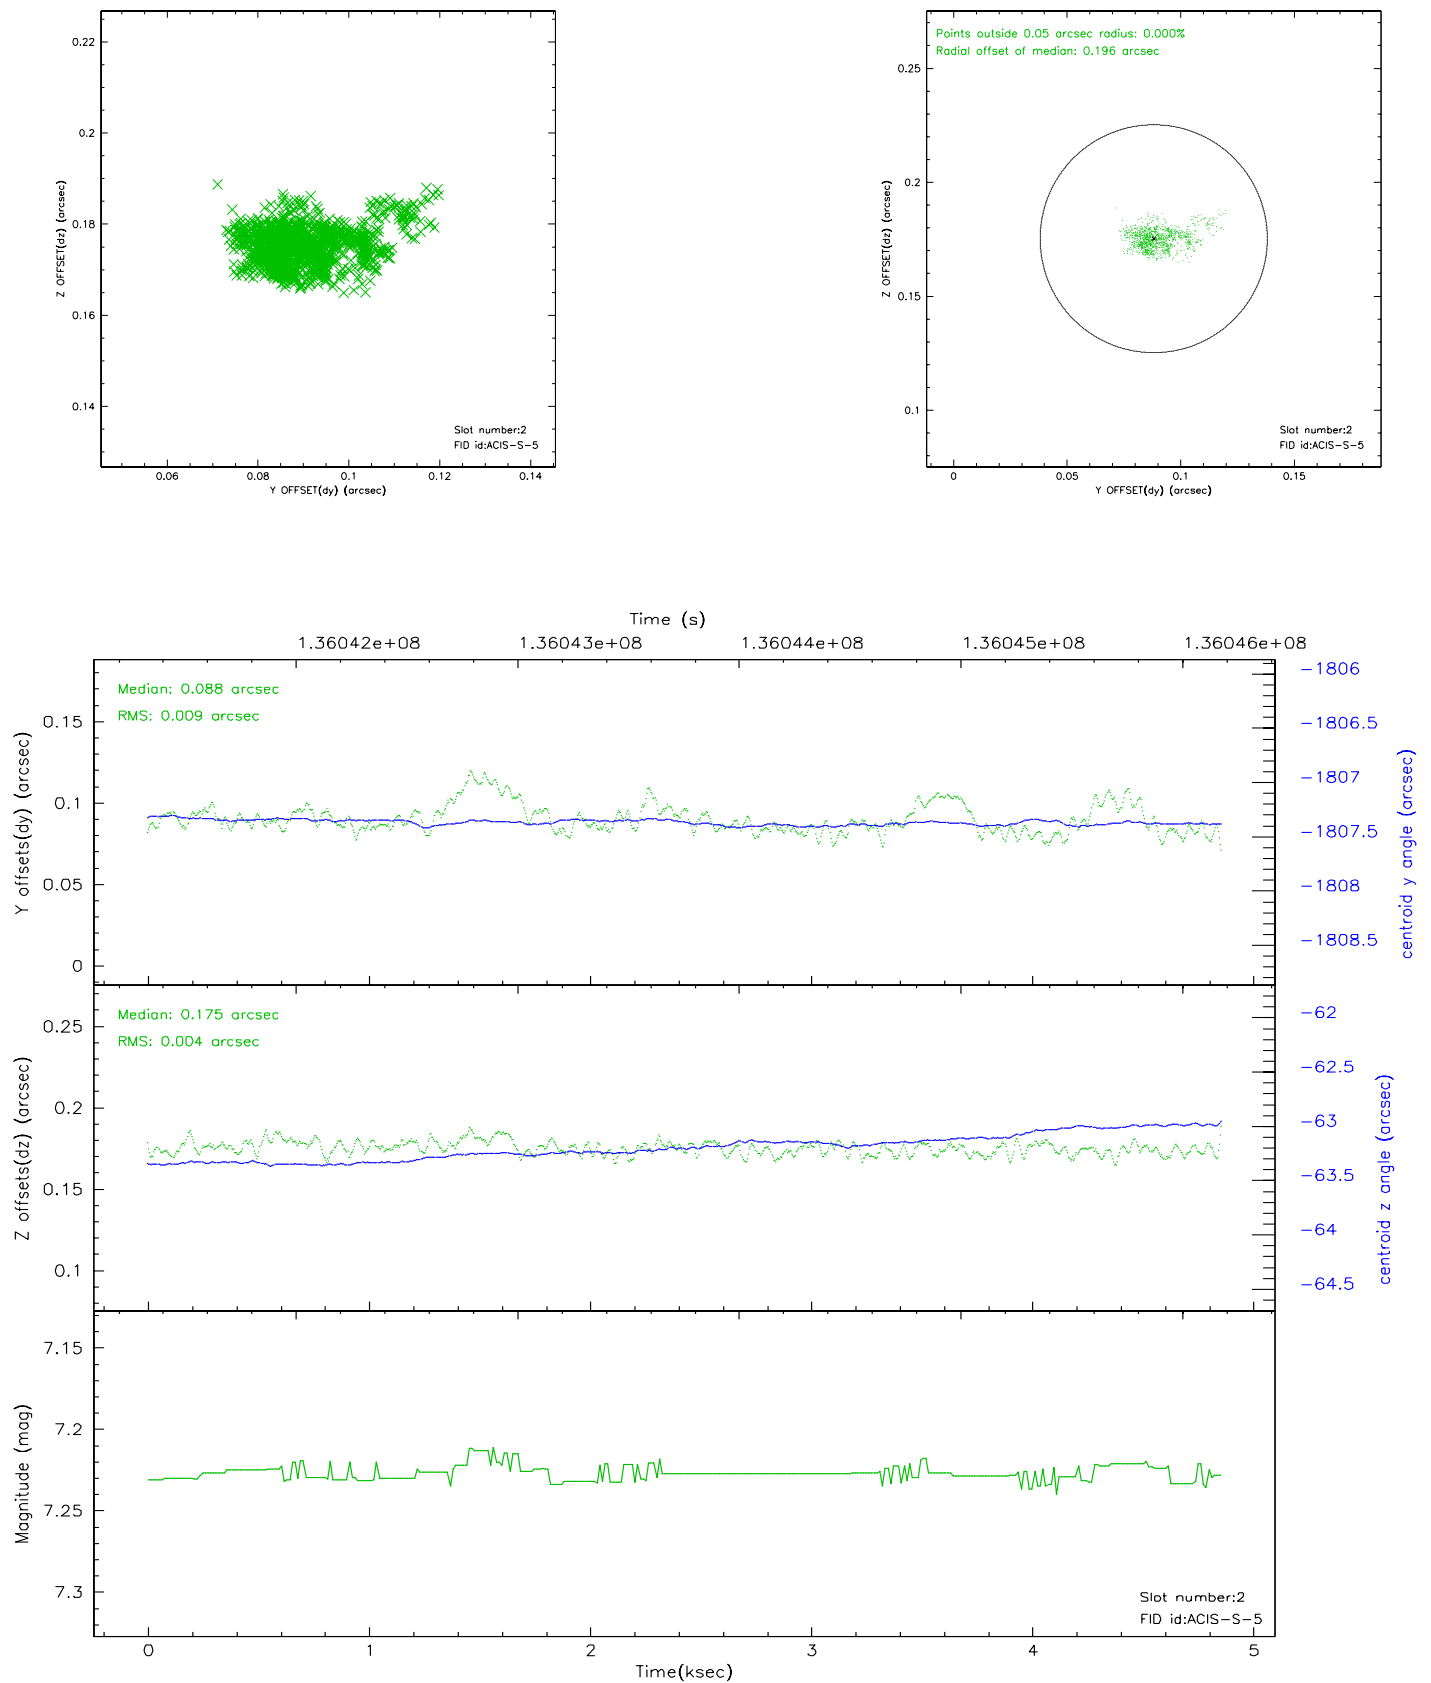 0.22
0.2
0.18
0.16
0.14
Z OFFSET(dz) (arcsec)
Slot number:2
FID id:ACIS-S-5
0.06 0.08 0.1 0.12 0.14
Y OFFSET(dy) (arcsec)
Points outside 0.05 arcsec radius: 0.000%
Radial offset of median: 0.196 arcsec
0.25
0.2
0.15
0.1
Z OFFSET(dz) (arcsec)
Slot number:2
FID id:ACIS-S-5
0 0.05 0.1 0.15
Y OFFSET(dy) (arcsec)
Time (s)
1.36042e+08 1.36043e+08 1.36044e+08 1.36045e+08 1.36046e+08
Median: 0.088 arcsec
RMS: 0.009 arcsec
0.15
0.1
0.05
0
Y offsets(dy) (arcsec)
-1806
-1806.5
-1807
-1807.5
-1808
-1808.5
centroid y angle (arcsec)
Median: 0.175 arcsec
RMS: 0.004 arcsec
0.25
0.2
0.15
0.1
Z offsets(dz) (arcsec)
-62
-62.5
-63
-63.5
-64
-64.5
centroid z angle (arcsec)
7.15
7.2
7.25
7.3
Magnitude (mag)
Slot number:2
FID id:ACIS-S-5
0 1 2 3 4 5
Time(ksec)